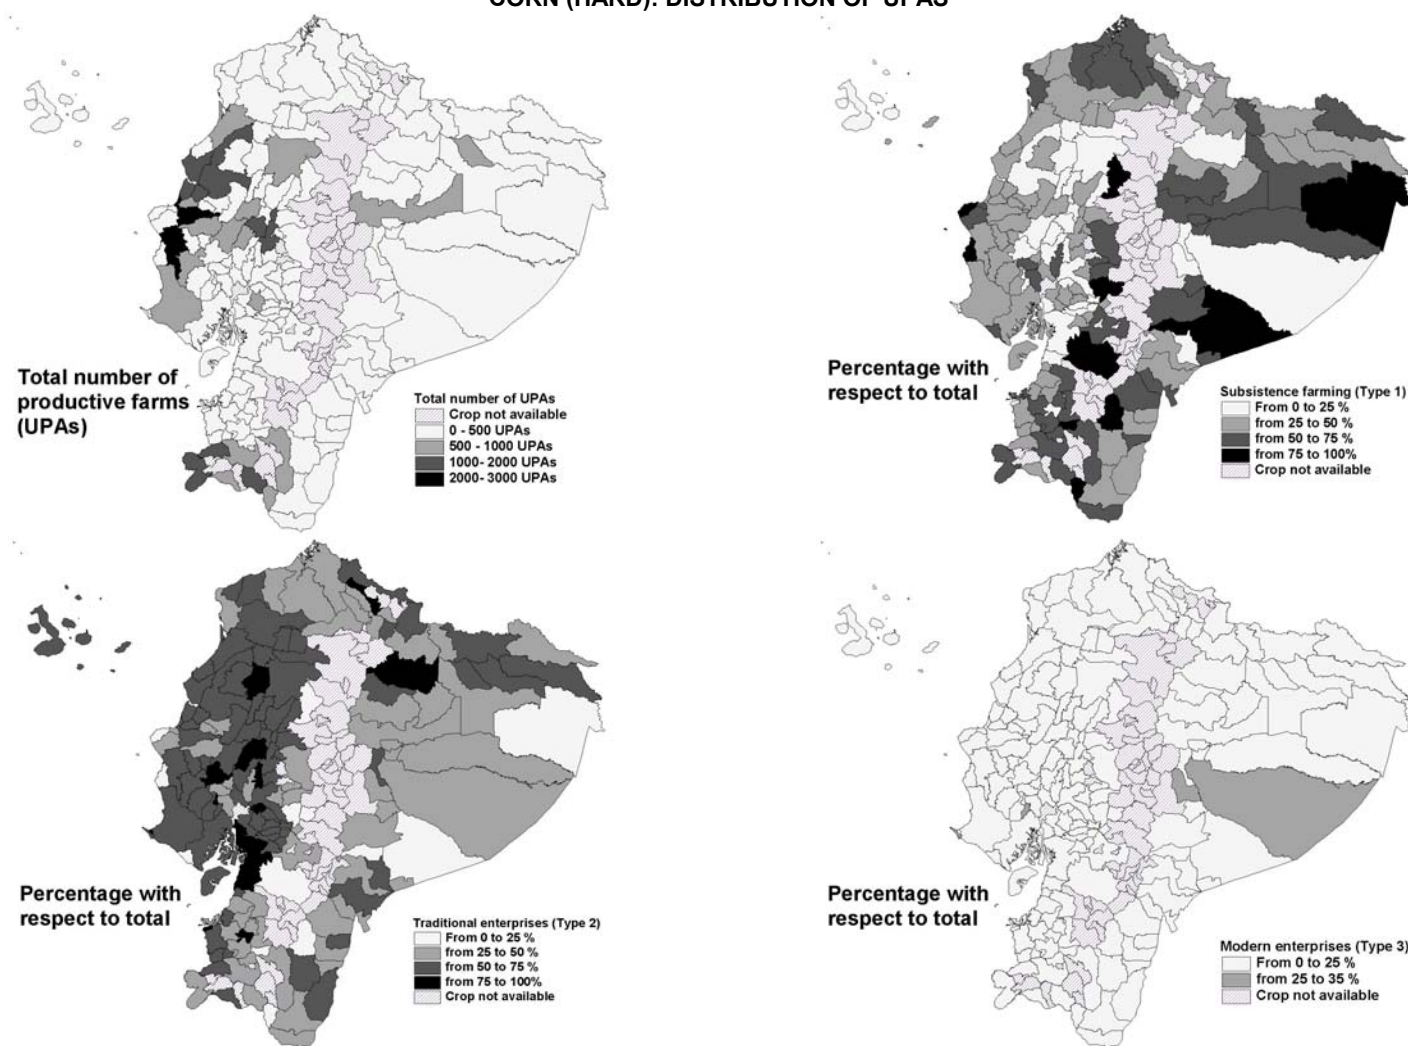 CORN (HARD): DISTRIBUTION OF UPAS
Total number of
productive farms
(UPAs)
Total number of UPAs
Crop not available
0 - 500 UPAs
500 - 1000 UPAs
1000- 2000 UPAs
2000- 3000 UPAs
Percentage with
respect to total
Subsistence farming (Type 1)
From 0 to 25 %
from 25 to 50 %
from 50 to 75 %
from 75 to 100%
Crop not available
Percentage with
respect to total
Traditional enterprises (Type 2)
From 0 to 25 %
from 25 to 50 %
from 50 to 75 %
from 75 to 100%
Crop not available
Percentage with
respect to total
Modern enterprises (Type 3)
From 0 to 25 %
from 25 to 35 %
Crop not available